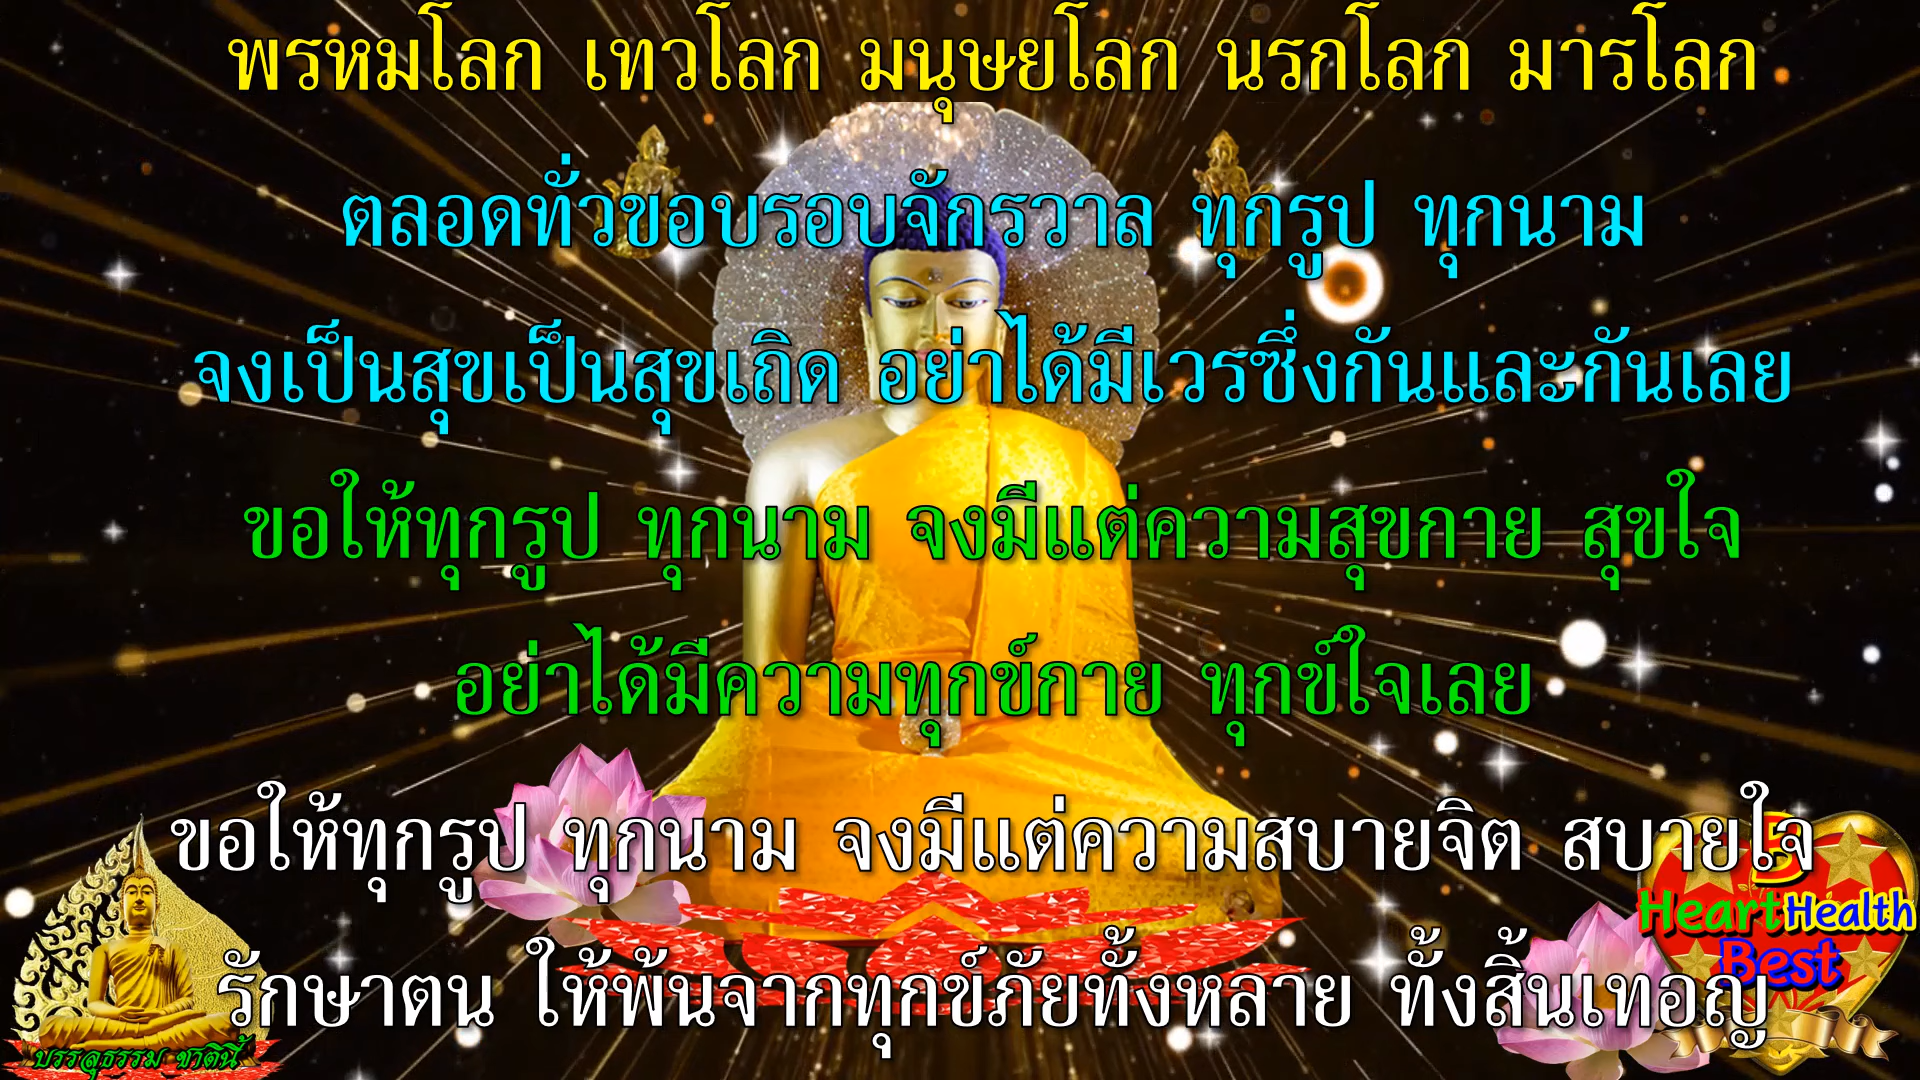 พรหมโลก เทวโลก มนุษยโลก นรกโลก มารโลก
ตลอดทั่วขอบรอบจักรวาล ทุกรูป ทุกนาม
จงเป็นสุขเป็นสุขเถิด อย่าได้มีเวรซึ่งกันและกันเลย
ขอให้ทุกรูป ทุกนาม จงมีแต่ความสุขกาย สุขใจ
อย่าได้มีความทุกข์กาย ทุกข์ใจเลย
ขอให้ทุกรูป ทุกนาม จงมีแต่ความสบายจิต สบายใจ
รักษาตน ให้พ้นจากทุกข์ภัยทั้งหลาย ทั้งสิ้นเทอญ
บรรลุธรรม ชาตินี้
5
Heart Health
Best